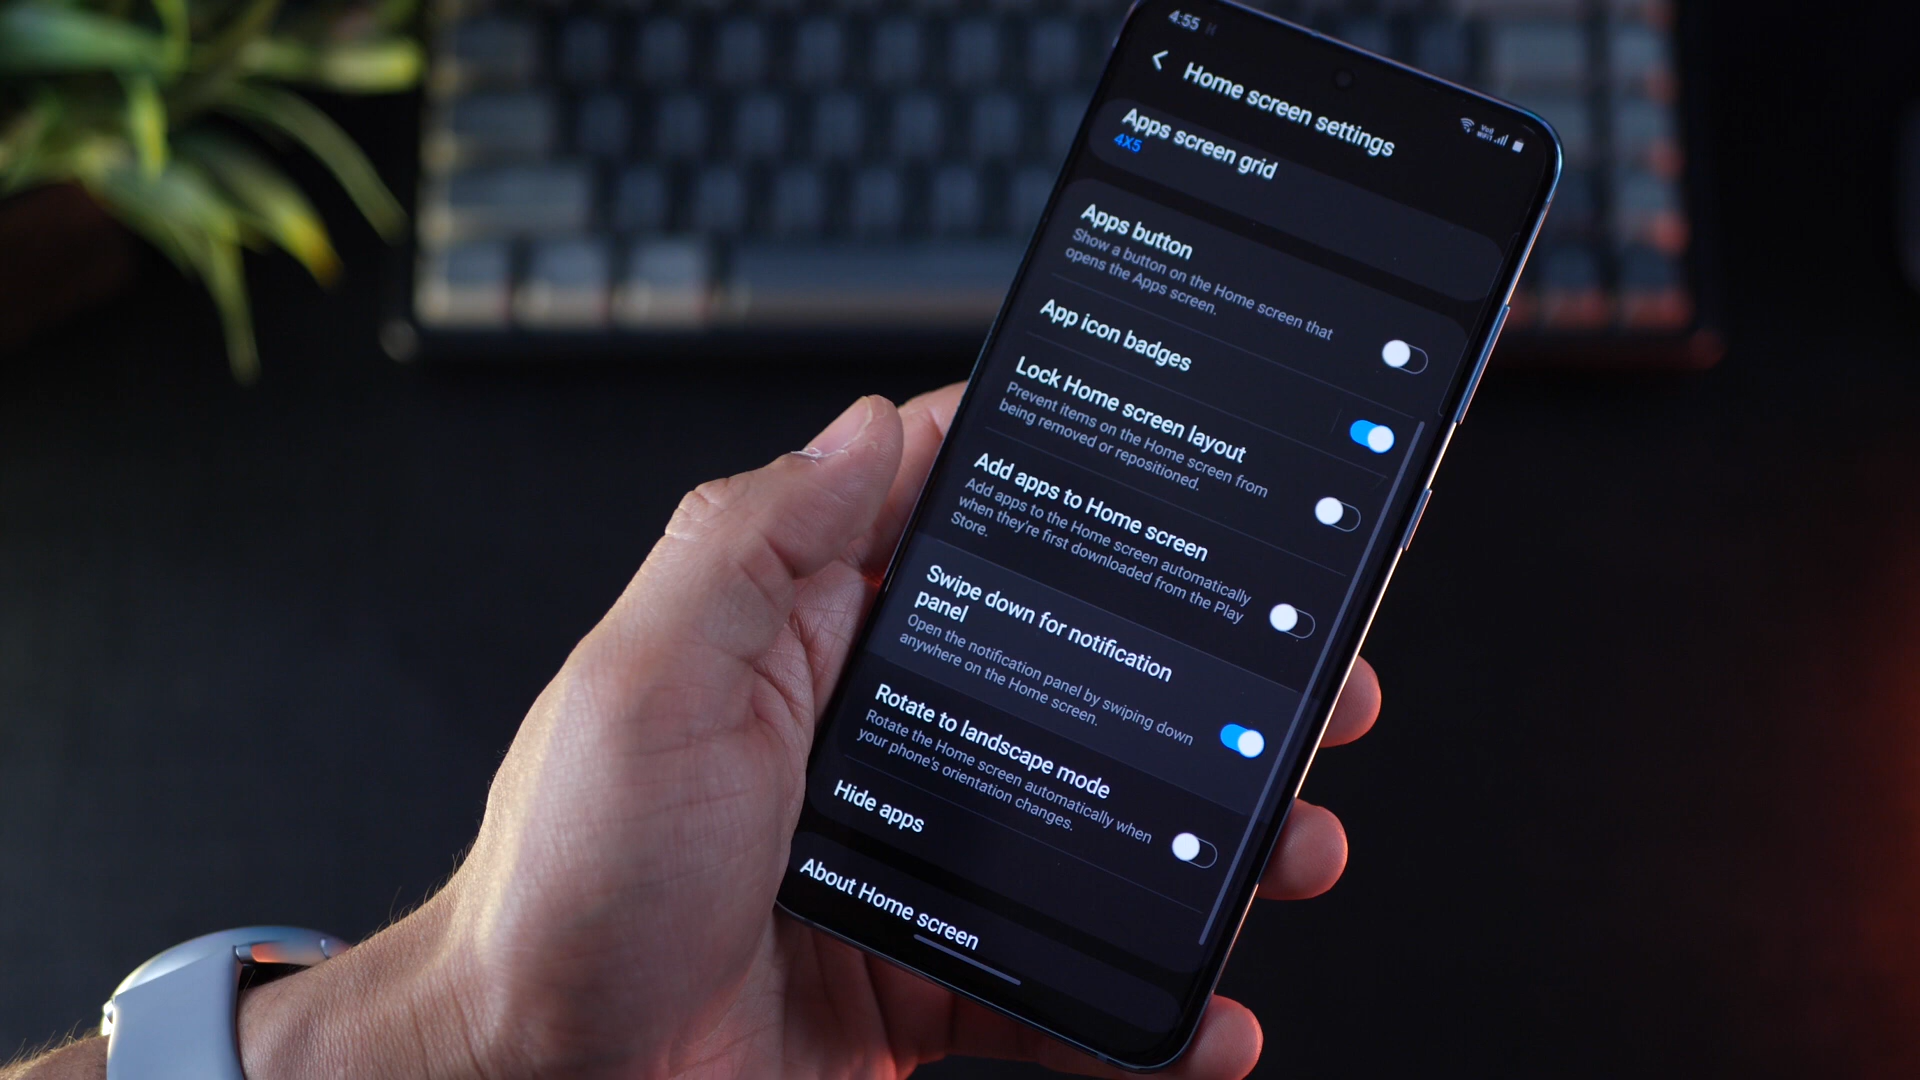 4:55
Home screen settings
Apps screen grid
4X5
Apps button
Show a button on the Home screen that
opens the Apps screen.
App icon badges
Lock Home screen layout
Prevent items on the Home screen from
being removed or repositioned.
Add apps to Home screen
Add apps to the Home screen automatically
when they're first downloaded from the Play
Store.
Swipe down for notification
panel
Open the notification panel by swiping down
anywhere on the Home screen.
Rotate to landscape mode
Rotate the Home screen automatically when
your phone's orientation changes.
Hide apps
About Home screen